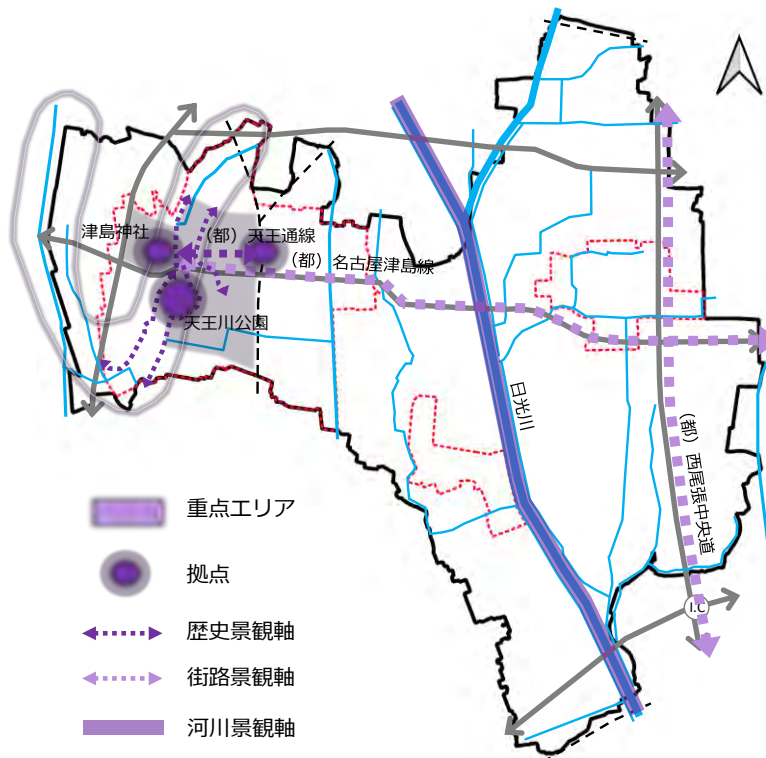 津島神社
（都）天王通線
（都）名古屋津島線
天王川公園
日光川
（都）西尾張中央道
I.C
重点エリア
拠点
歴史景観軸
街路景観軸
河川景観軸